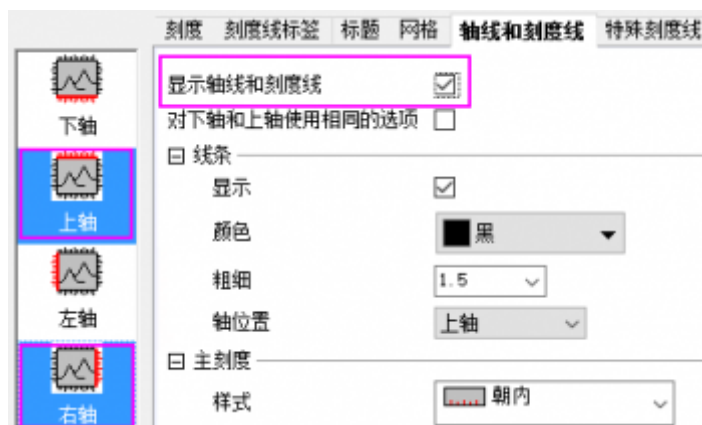 刻度 刻度线标签 标题 网格 轴线和刻度线 特殊刻度线
下轴
上轴
左轴
右轴
显示轴线和刻度线
对下轴和上轴使用相同的选项
线条
显示
颜色 黑
粗细 1.5
轴位置 上轴
主刻度
样式 朝内